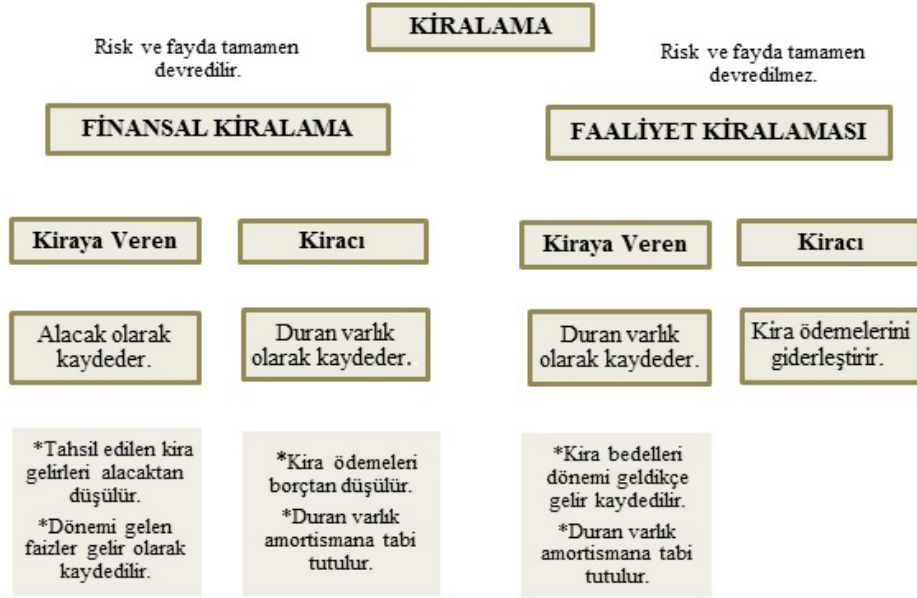 KİRALAMA
Risk ve fayda tamamen
devredilir.
Risk ve fayda tamamen
devredilmez.
FİNANSAL KİRALAMA
FAALİYET KİRALAMASI
Kiraya Veren
Kiracı
Kiraya Veren
Kiracı
Alacak olarak
kaydeder.
Duran varlık
olarak kaydeder.
Duran varlık
olarak kaydeder.
Kira ödemelerini
giderleştirir.
*Tahsil edilen kira
gelirleri alacaktan
düşülür.
*Dönemi gelen
faizler gelir olarak
kaydedilir.
*Kira ödemeleri
borçtan düşülür.
*Duran varlık
amortismana tabi
tutulur.
*Kira bedelleri
dönemi geldikçe
gelir kaydedilir.
*Duran varlık
amortismana tabi
tutulur.